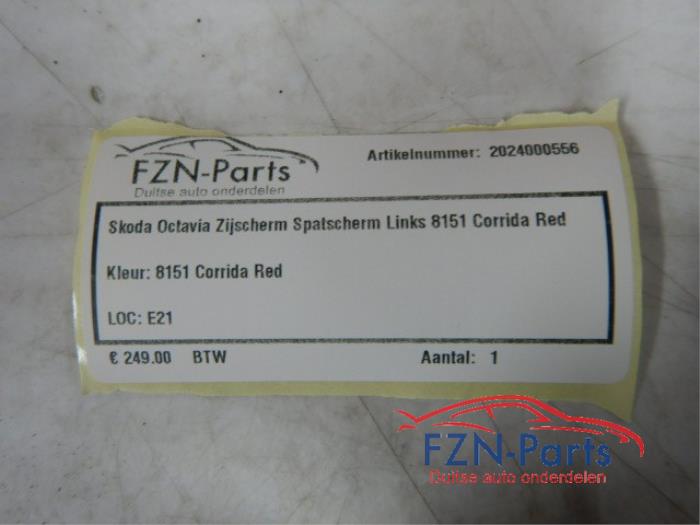 FZN-Parts
Duitse auto onderdelen
Artikelnummer: 2024000556
Skoda Octavia Zijscherm Spatscherm Links 8151 Corrida Red
Kleur: 8151 Corrida Red
LOC: E21
€ 249.00 BTW Aantal: 1
FZN-Parts
Duitse auto onderdelen